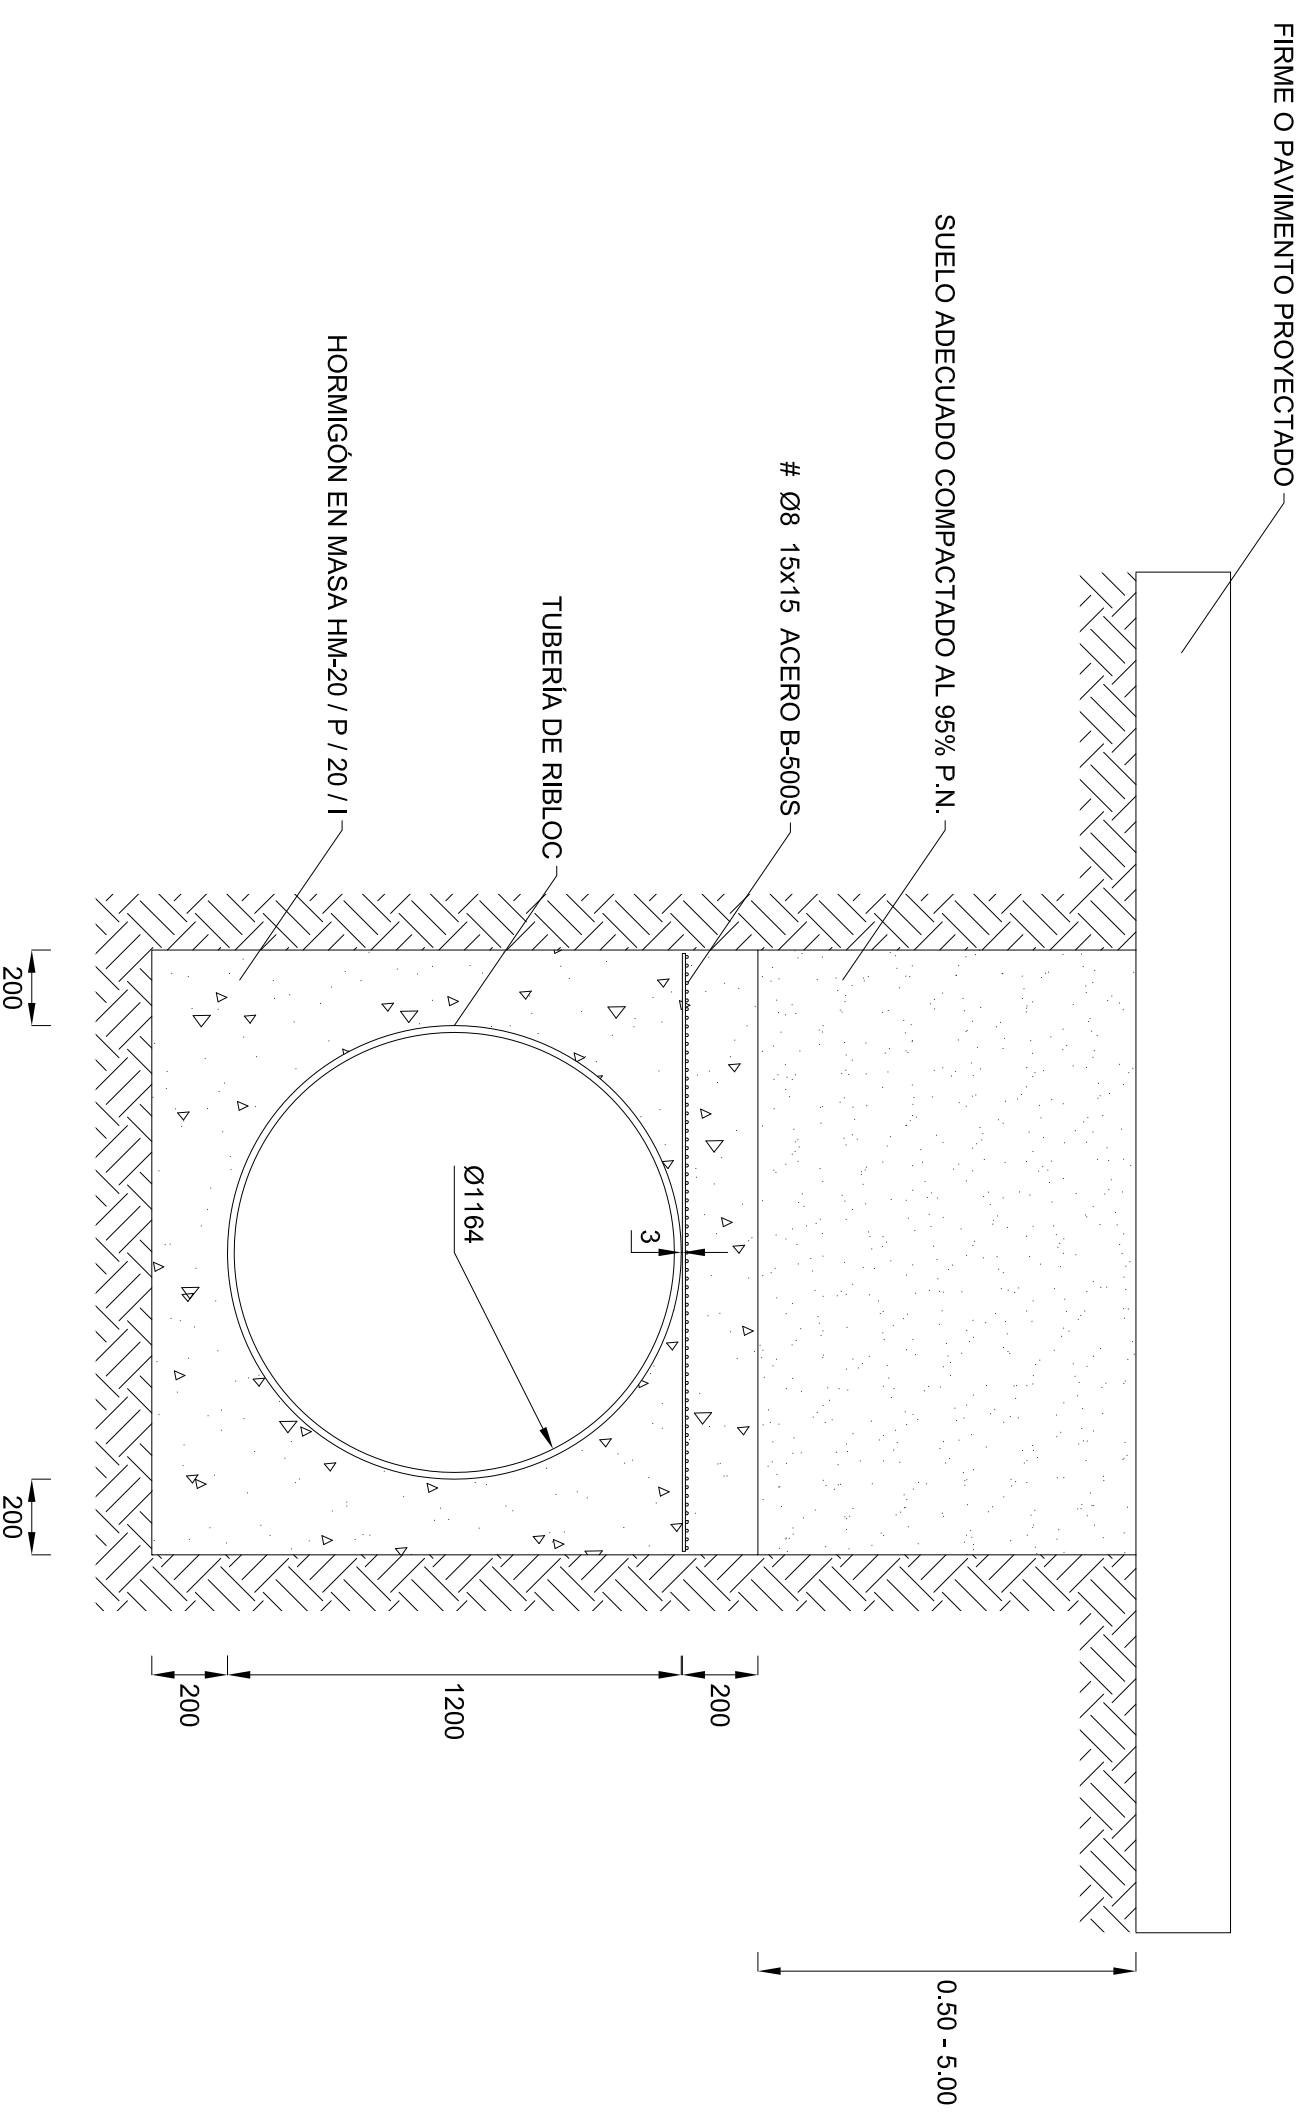 FIRME O PAVIMENTO PROYECTADO
SUELO ADECUADO COMPACTADO AL 95% P.N.
# Ø8 15x15 ACERO B-500S
TUBERÍA DE RIBLOC
HORMIGÓN EN MASA HM-20 / P / 20 / I
0.50 - 5.00
200
3
Ø1164
1200
200
200
200